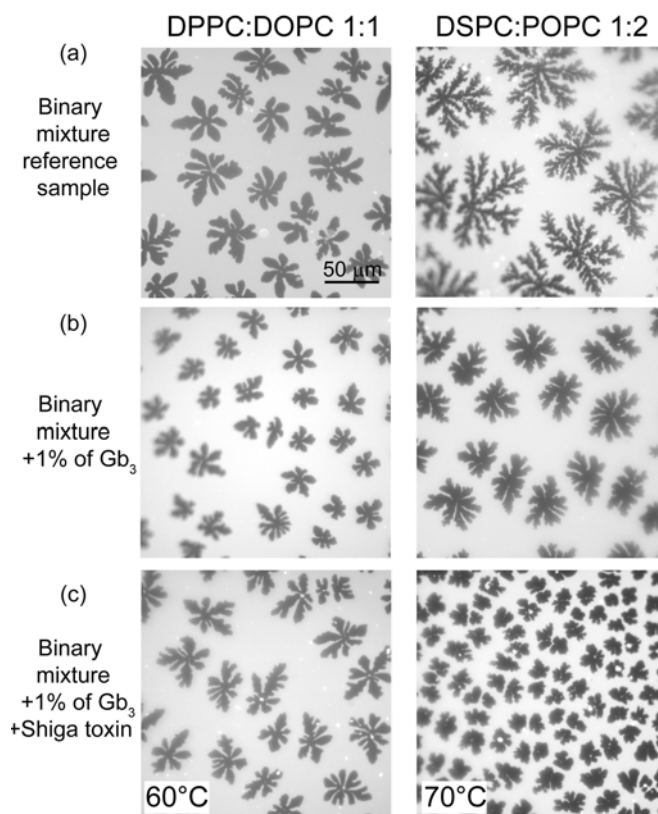 DPPC:DOPC 1:1
DSPC:POPC 1:2
(a)
Binary
mixture
reference
sample
50 µm
(b)
Binary
mixture
+1% of Gb₃
(c)
Binary
mixture
+1% of Gb₃
+Shiga toxin
60°C
70°C